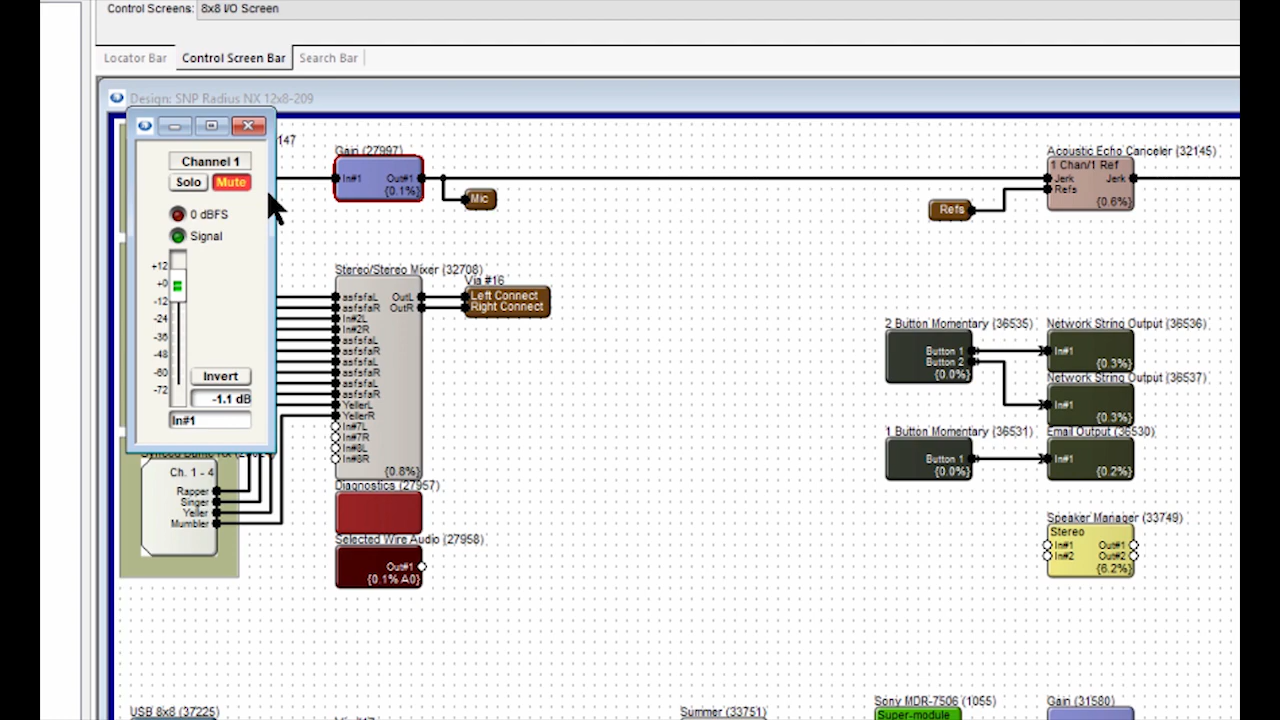 Control Screens: 8x8 I/O Screen
Locator Bar Control Screen Bar Search Bar
Design: SNP Radius NX 12x8-209
147
Channel 1
Solo Mute
0 dBFS
Signal
+12
+0
-12
-24
-36
-48
-60
-72
Invert
-1.1 dB
In#1
Gain (27997)
In#1 Out#1
{0.1%}
Mic
Acoustic Echo Canceler (32145)
1 Chan/1 Ref
Jerk Jerk
Refs
{0.6%}
Refs
Stereo/Stereo Mixer (32708)
asfsfaL OutL
asfsfaR OutR
In#2L
In#2R
asfsfaL
asfsfaR
asfsfaL
asfsfaR
asfsfaL
asfsfaR
YellerL
YellerR
In#7L
In#7R
In#8L
In#8R
{0.8%}
Via #16
Left Connect
Right Connect
2 Button Momentary (36535)
Button 1
Button 2
{0.0%}
Network String Output (36536)
In#1
{0.3%}
Network String Output (36537)
In#1
{0.3%}
1 Button Momentary (36531)
Button 1
{0.0%}
Email Output (36530)
In#1
{0.2%}
Ch. 1 - 4
Rapper
Singer
Yeller
Mumbler
Diagnostics (27957)
Selected Wire Audio (27958)
Out#1
{0.1% A0}
Speaker Manager (33749)
Stereo
In#1 Out#1
In#2 Out#2
{6.2%}
USB 8x8 (37225)
Summer (33751)
Sony MDR-7506 (1055)
Super-module
Gain (31580)